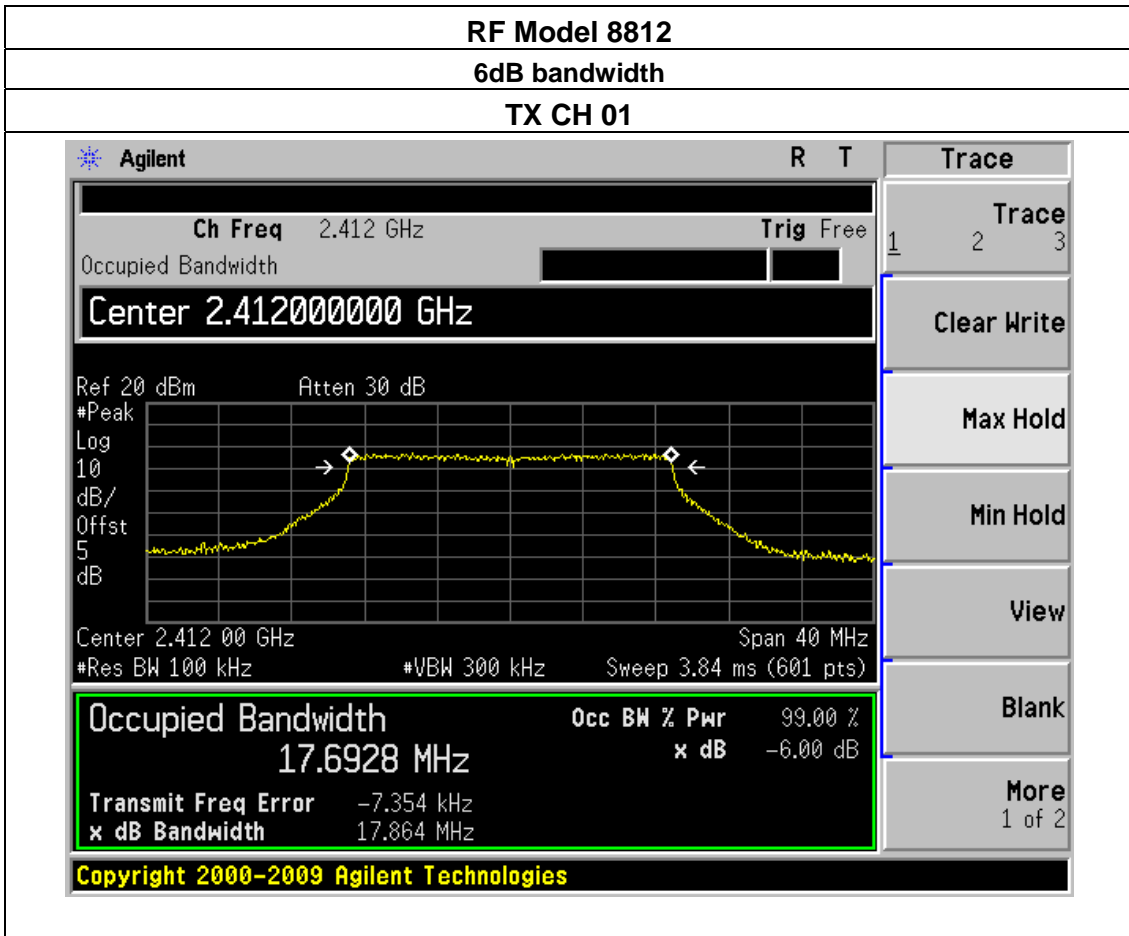 RF Model 8812
6dB bandwidth
TX CH 01
Agilent R T Trace
Ch Freq 2.412 GHz Trig Free
Occupied Bandwidth
Center 2.412000000 GHz
Ref 20 dBm Atten 30 dB
#Peak
Log
10
dB/
Offst
5
dB
Center 2.412 00 GHz Span 40 MHz
#Res BW 100 kHz #VBW 300 kHz Sweep 3.84 ms (601 pts)
Occupied Bandwidth Occ BW % Pwr 99.00 %
17.6928 MHz x dB -6.00 dB
Transmit Freq Error -7.354 kHz
x dB Bandwidth 17.864 MHz
Copyright 2000-2009 Agilent Technologies
Trace
1 2 3
Clear Write
Max Hold
Min Hold
View
Blank
More
1 of 2